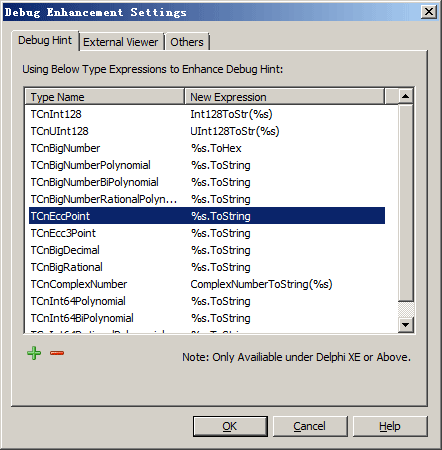 Debug Enhancement Settings
Debug Hint External Viewer Others
Using Below Type Expressions to Enhance Debug Hint:
Type Name New Expression
TCnInt128 Int128ToStr(%s)
TCnUInt128 UInt128ToStr(%s)
TCnBigNumber %s.ToHex
TCnBigNumberPolynomial %s.ToString
TCnBigNumberBiPolynomial %s.ToString
TCnBigNumberRationalPolyn... %s.ToString
TCnEccPoint %s.ToString
TCnEcc3Point %s.ToString
TCnBigDecimal %s.ToString
TCnBigRational %s.ToString
TCnComplexNumber ComplexNumberToString(%s)
TCnInt64Polynomial %s.ToString
TCnInt64BiPolynomial %s.ToString
TCnInt64RationalPolynomial %s.ToString
Note: Only Availiable under Delphi XE or Above.
OK Cancel Help